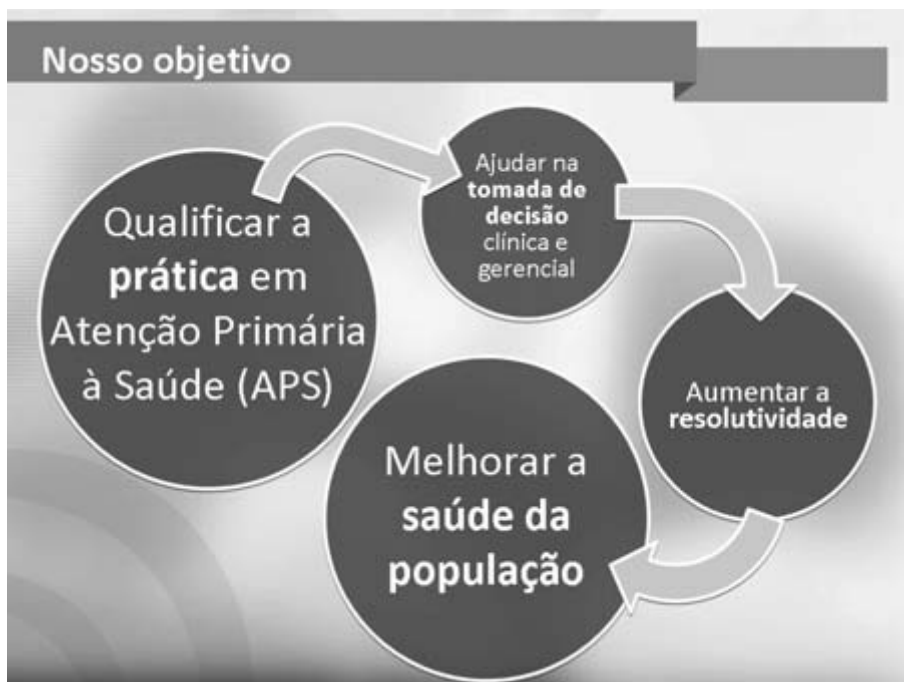 Nosso objetivo
Qualificar a
prática em
Atenção Primária
à Saúde (APS)
Ajudar na
tomada de
decisão
clínica e
gerencial
Aumentar a
resolutividade
Melhorar a
saúde da
população